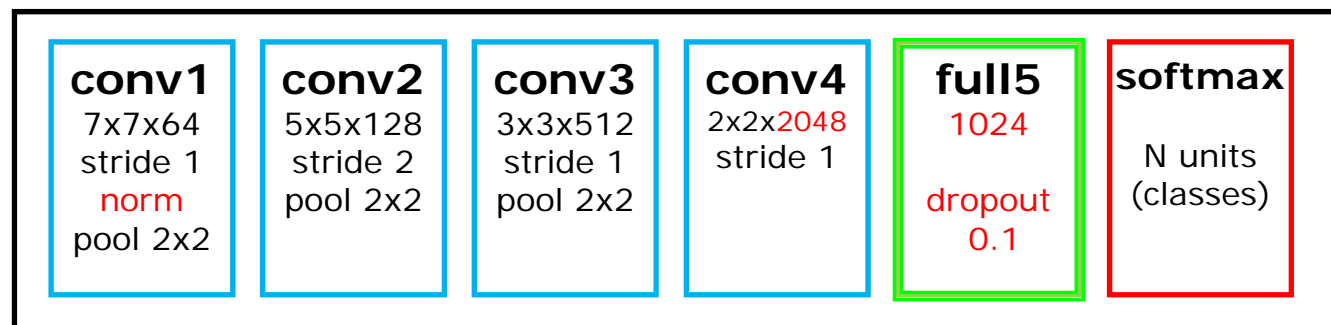 conv1
7x7x64
stride 1
norm
pool 2x2
conv2
5x5x128
stride 2
pool 2x2
conv3
3x3x512
stride 1
pool 2x2
conv4
2x2x2048
stride 1
full5
1024
dropout
0.1
softmax
N units
(classes)